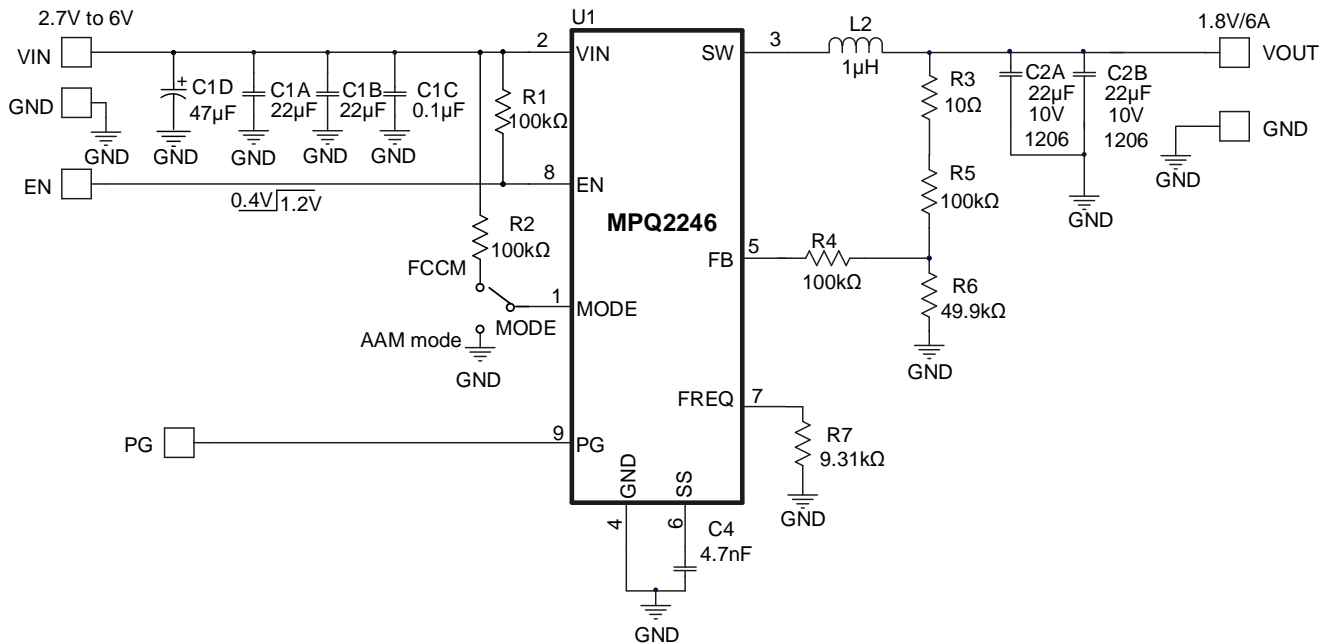 2.7V to 6V
U1
1.8V/6A
VIN
2
VIN
SW
3
L2
1µH
VOUT
GND
GND
C1D
47µF
+
GND
C1A
22µF
GND
C1B
22µF
GND
C1C
0.1µF
GND
R1
100kΩ
R3
10Ω
C2A
22µF
10V
1206
C2B
22µF
10V
1206
GND
GND
GND
EN
0.4V
1.2V
8
EN
MPQ2246
R5
100kΩ
R2
100kΩ
FB
5
R4
100kΩ
R6
49.9kΩ
GND
FCCM
1
MODE
MODE
AAM mode
GND
FREQ
7
R7
9.31kΩ
GND
PG
9
PG
GND
SS
4
6
C4
4.7nF
GND